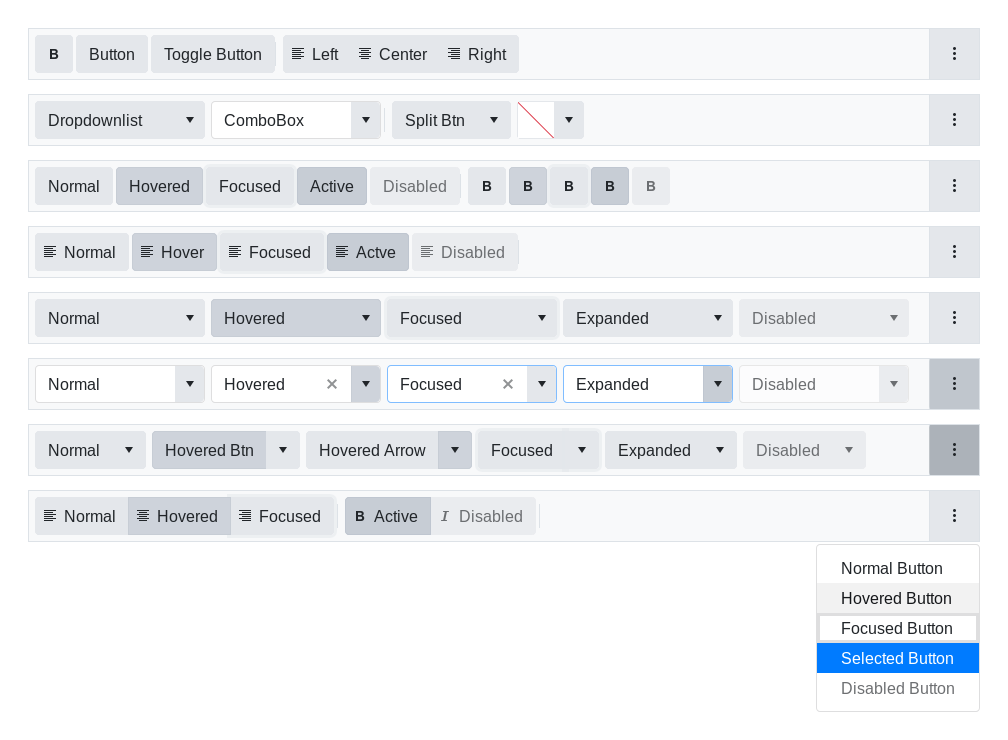 B Button Toggle Button Left Center Right
Dropdownlist ComboBox Split Btn
Normal Hovered Focused Active Disabled B B B B B
Normal Hover Focused Actve Disabled
Normal Hovered Focused Expanded Disabled
Normal Hovered Focused Expanded Disabled
Normal Hovered Btn Hovered Arrow Focused Expanded Disabled
Normal Hovered Focused B Active I Disabled
Normal Button
Hovered Button
Focused Button
Selected Button
Disabled Button